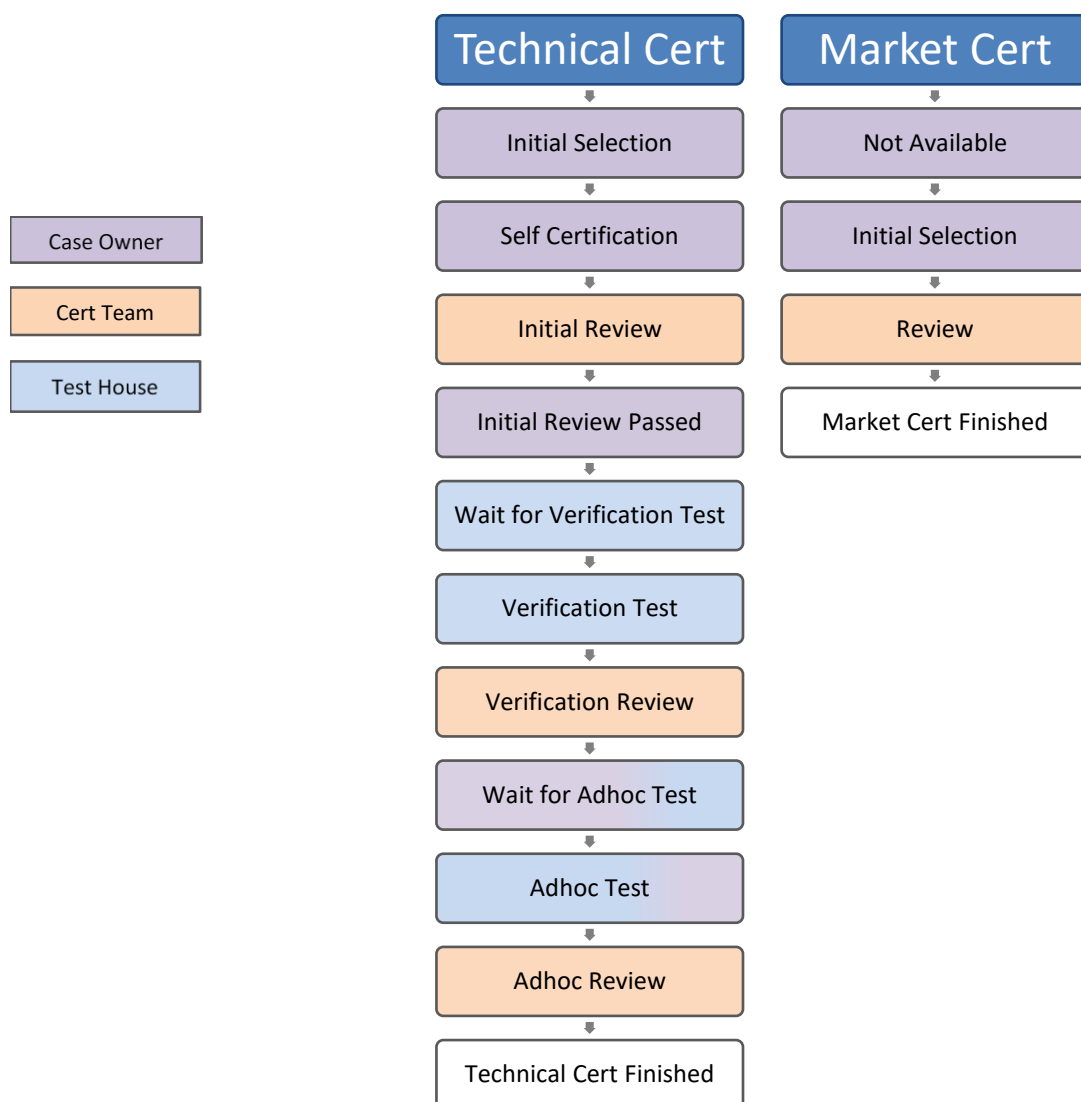 Technical Cert
Initial Selection
Self Certification
Initial Review
Initial Review Passed
Wait for Verification Test
Verification Test
Verification Review
Wait for Adhoc Test
Adhoc Test
Adhoc Review
Technical Cert Finished
Market Cert
Not Available
Initial Selection
Review
Market Cert Finished
Case Owner
Cert Team
Test House